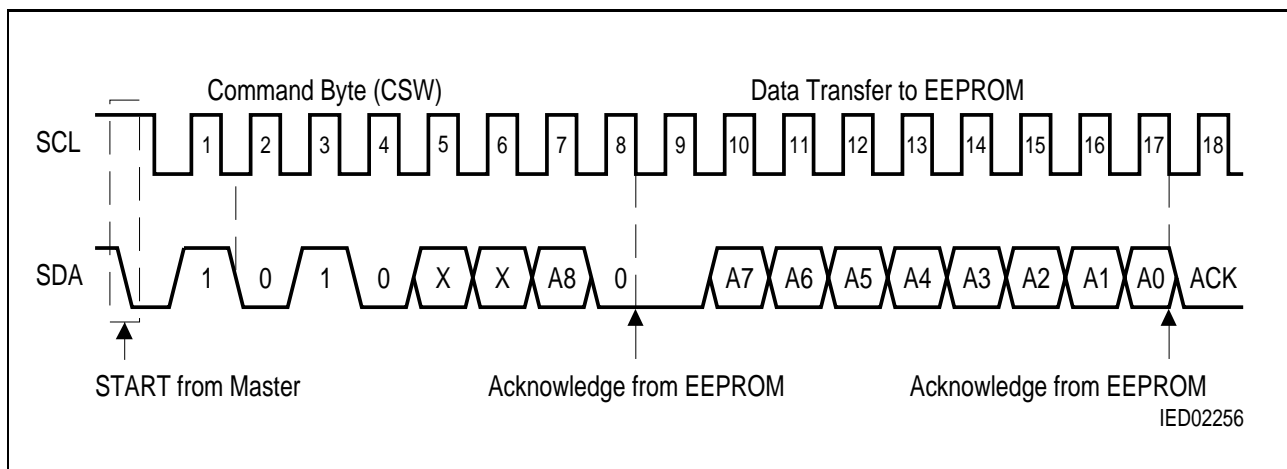 Command Byte (CSW) Data Transfer to EEPROM
SCL 1 2 3 4 5 6 7 8 9 10 11 12 13 14 15 16 17 18
SDA 1 0 1 0 X X A8 0 A7 A6 A5 A4 A3 A2 A1 A0 ACK
START from Master Acknowledge from EEPROM Acknowledge from EEPROM
IED02256